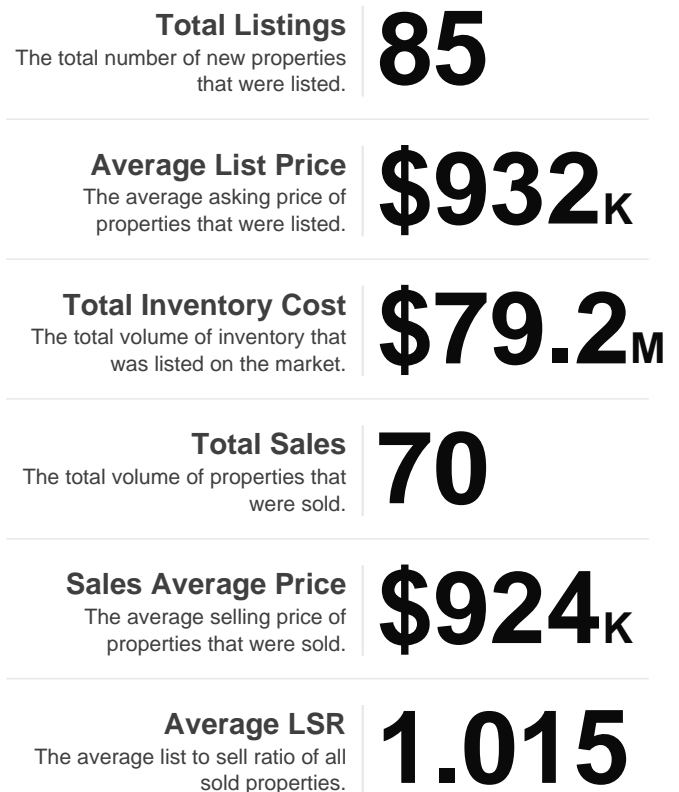 Total Listings
The total number of new properties
that were listed.
85
Average List Price
The average asking price of
properties that were listed.
$932K
Total Inventory Cost
The total volume of inventory that
was listed on the market.
$79.2M
Total Sales
The total volume of properties that
were sold.
70
Sales Average Price
The average selling price of
properties that were sold.
$924K
Average LSR
The average list to sell ratio of all
sold properties.
1.015